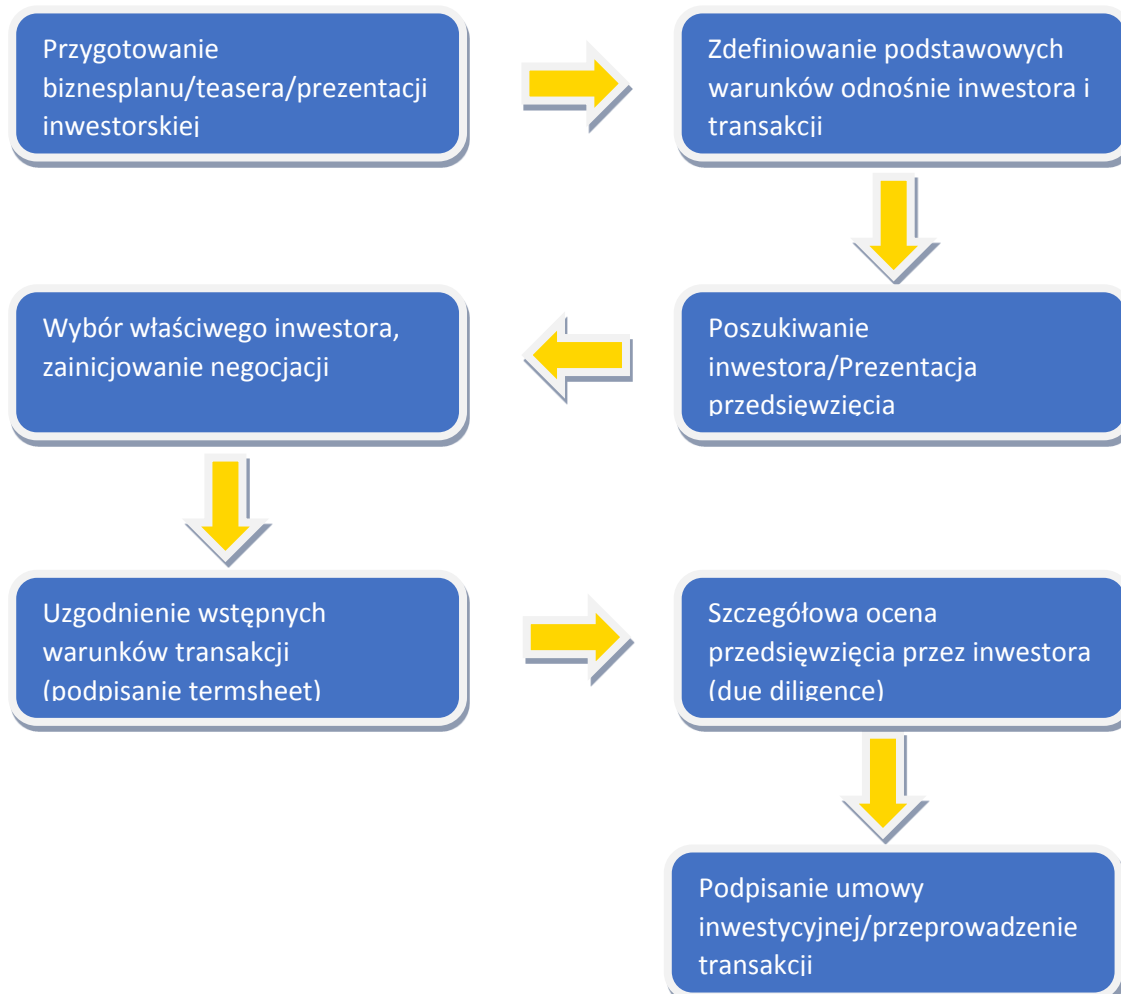 Przygotowanie
biznesplanu/teasera/prezentacji
inwestorskiej
Zdefiniowanie podstawowych
warunków odnośnie inwestora i
transakcji
Poszukiwanie
inwestora/Prezentacja
przedsięwzięcia
Wybór właściwego inwestora,
zainicjowanie negocjacji
Uzgodnienie wstępnych
warunków transakcji
(podpisanie termsheet)
Szczegółowa ocena
przedsięwzięcia przez inwestora
(due diligence)
Podpisanie umowy
inwestycyjnej/przeprowadzenie
transakcji